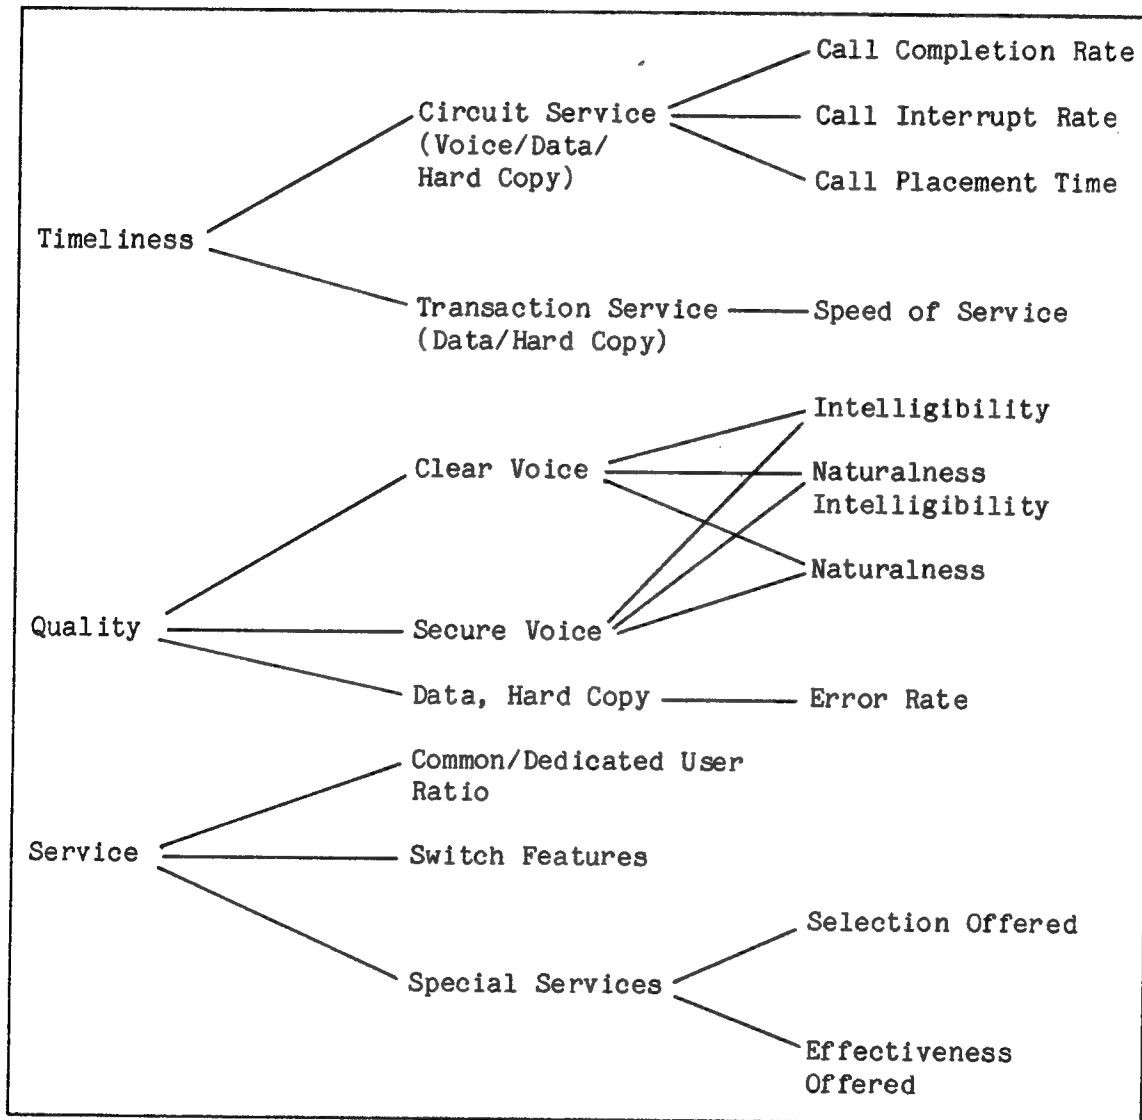 Call Completion Rate
Circuit Service
(Voice/Data/
Hard Copy)
Call Interrupt Rate
Call Placement Time
Timeliness
Transaction Service
(Data/Hard Copy)
Speed of Service
Intelligibility
Clear Voice
Naturalness
Intelligibility
Naturalness
Quality
Secure Voice
Data, Hard Copy
Error Rate
Common/Dedicated User
Ratio
Service
Switch Features
Selection Offered
Special Services
Effectiveness
Offered